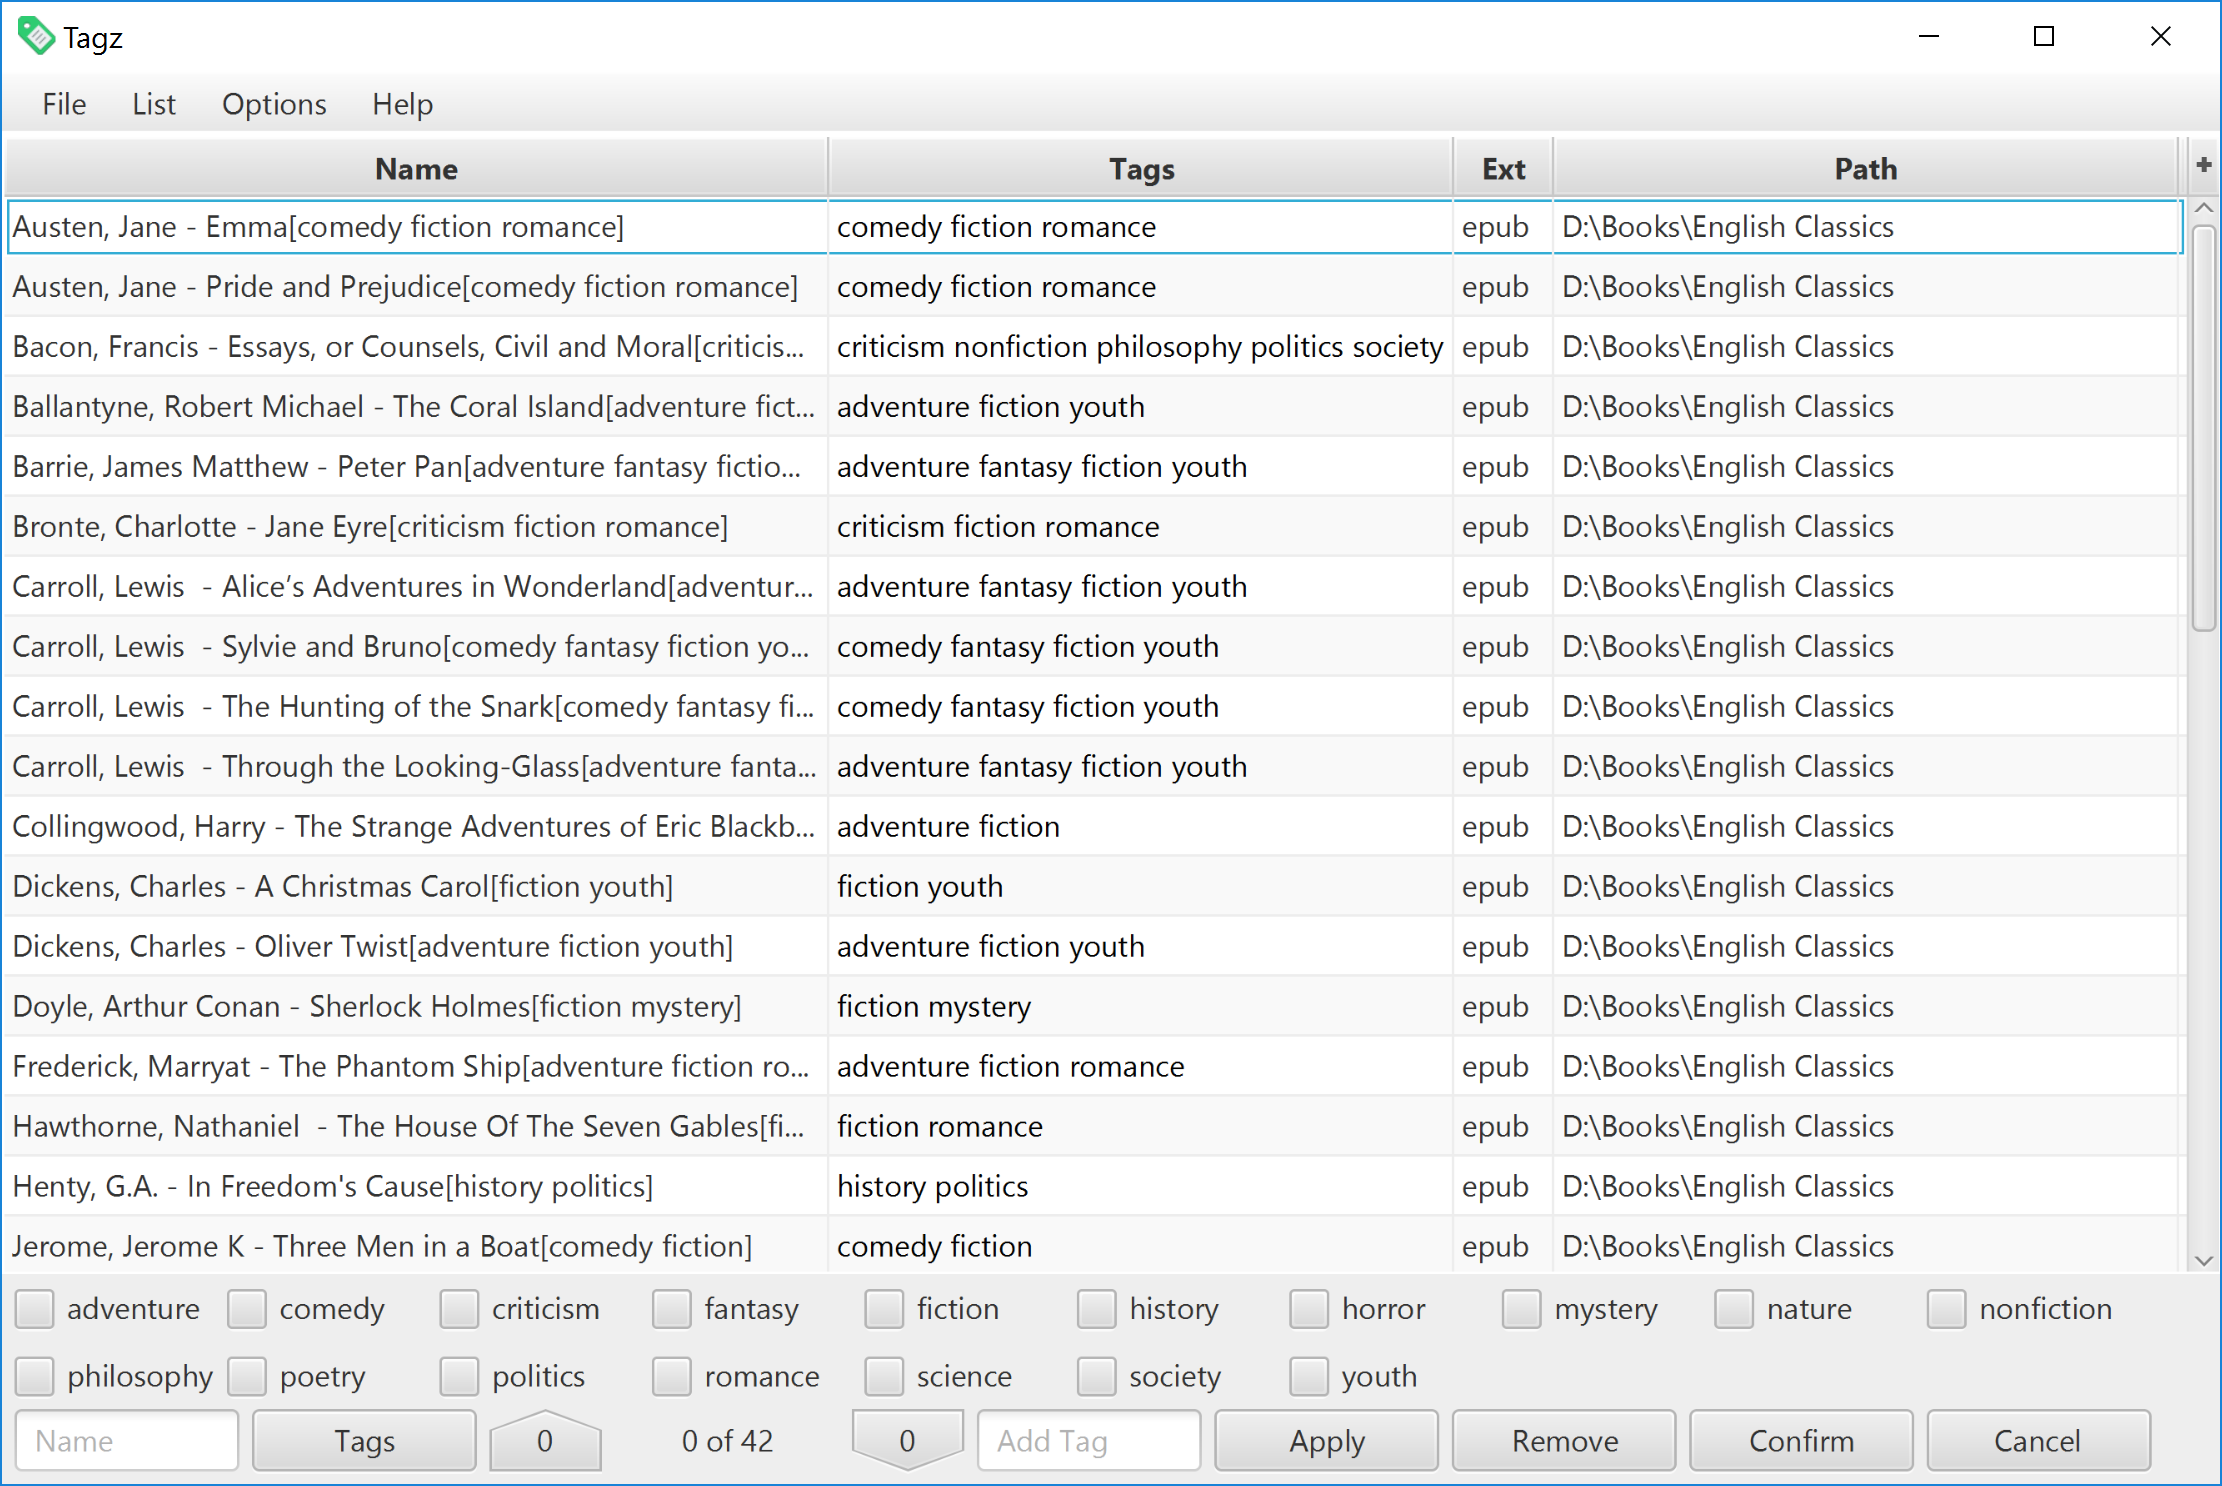 Tagz
File List Options Help
Name Tags Ext Path +
Austen, Jane - Emma[comedy fiction romance] comedy fiction romance epub D:\Books\English Classics
Austen, Jane - Pride and Prejudice[comedy fiction romance] comedy fiction romance epub D:\Books\English Classics
Bacon, Francis - Essays, or Counsels, Civil and Moral[criticis... criticism nonfiction philosophy politics society epub D:\Books\English Classics
Ballantyne, Robert Michael - The Coral Island[adventure fict... adventure fiction youth epub D:\Books\English Classics
Barrie, James Matthew - Peter Pan[adventure fantasy fictio... adventure fantasy fiction youth epub D:\Books\English Classics
Bronte, Charlotte - Jane Eyre[criticism fiction romance] criticism fiction romance epub D:\Books\English Classics
Carroll, Lewis  - Alice’s Adventures in Wonderland[adventur... adventure fantasy fiction youth epub D:\Books\English Classics
Carroll, Lewis  - Sylvie and Bruno[comedy fantasy fiction yo... comedy fantasy fiction youth epub D:\Books\English Classics
Carroll, Lewis  - The Hunting of the Snark[comedy fantasy fi... comedy fantasy fiction youth epub D:\Books\English Classics
Carroll, Lewis  - Through the Looking-Glass[adventure fanta... adventure fantasy fiction youth epub D:\Books\English Classics
Collingwood, Harry - The Strange Adventures of Eric Blackb... adventure fiction epub D:\Books\English Classics
Dickens, Charles - A Christmas Carol[fiction youth] fiction youth epub D:\Books\English Classics
Dickens, Charles - Oliver Twist[adventure fiction youth] adventure fiction youth epub D:\Books\English Classics
Doyle, Arthur Conan - Sherlock Holmes[fiction mystery] fiction mystery epub D:\Books\English Classics
Frederick, Marryat - The Phantom Ship[adventure fiction ro... adventure fiction romance epub D:\Books\English Classics
Hawthorne, Nathaniel  - The House Of The Seven Gables[fi... fiction romance epub D:\Books\English Classics
Henty, G.A. - In Freedom's Cause[history politics] history politics epub D:\Books\English Classics
Jerome, Jerome K - Three Men in a Boat[comedy fiction] comedy fiction epub D:\Books\English Classics
adventure comedy criticism fantasy fiction history horror mystery nature nonfiction
philosophy poetry politics romance science society youth
Name Tags 0 0 of 42 0 Add Tag Apply Remove Confirm Cancel